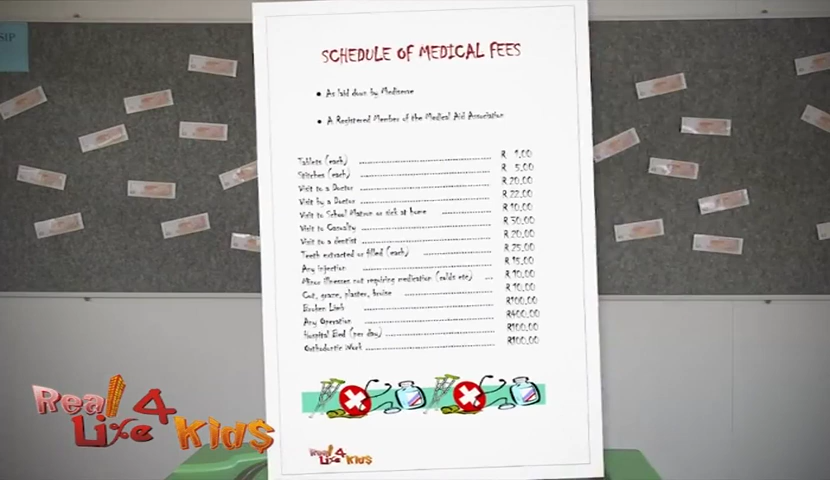 SIP
SCHEDULE OF MEDICAL FEES
• As laid down by Mediserve
• A Registered Member of the Medical Aid Association
Tablets (each) R 1,00
Stitches (each) R 5,00
Visit to a Doctor R 20,00
Visit by a Doctor R 22,00
Visit to School Matron or sick at home R 10,00
Visit to Casualty R 30,00
Visit to a dentist R 20,00
Teeth extracted or filled (each) R 25,00
Any injection R 15,00
Minor illnesses not requiring medication (colds etc) R 10,00
Cut, graze, plaster, bruise R 10,00
Broken Limb R100,00
Any Operation R400,00
Hospital Bed (per day) R100,00
Orthodontic Work R100,00
Real 4
Life Kids
Real 4
Life Kid$